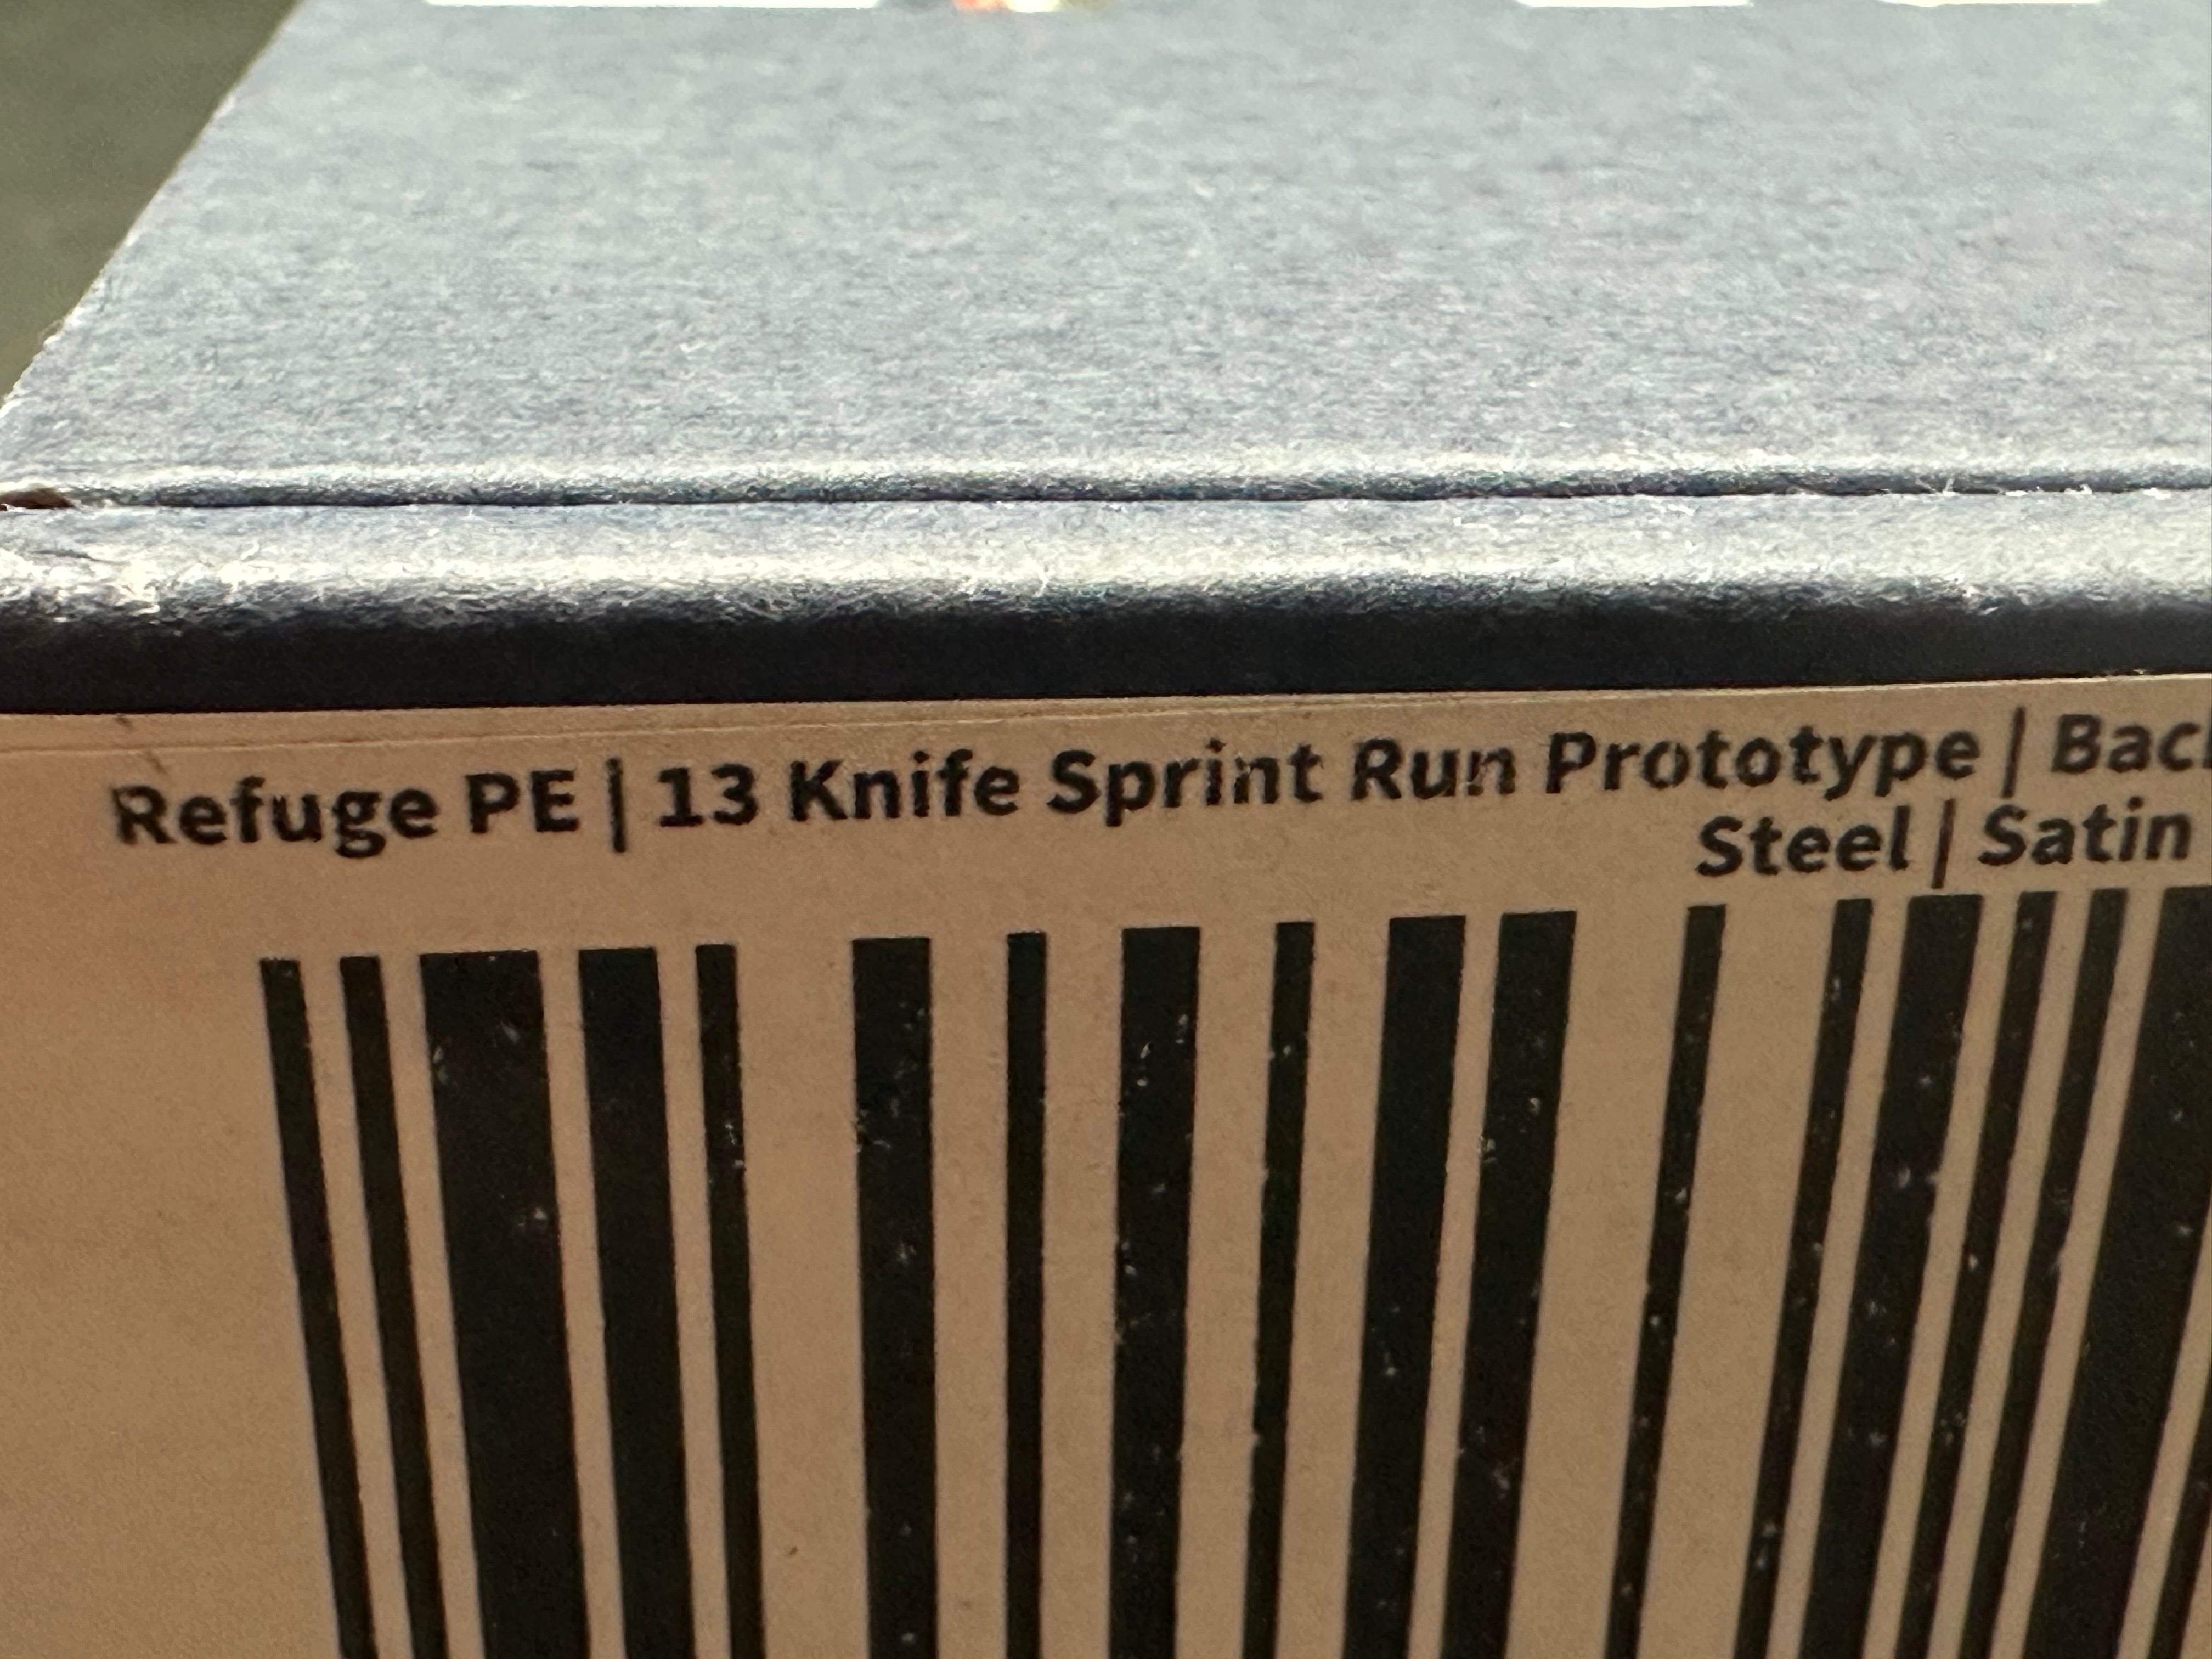 Refuge PE | 13 Knife Sprint Run Prototype |
Steel | Satin